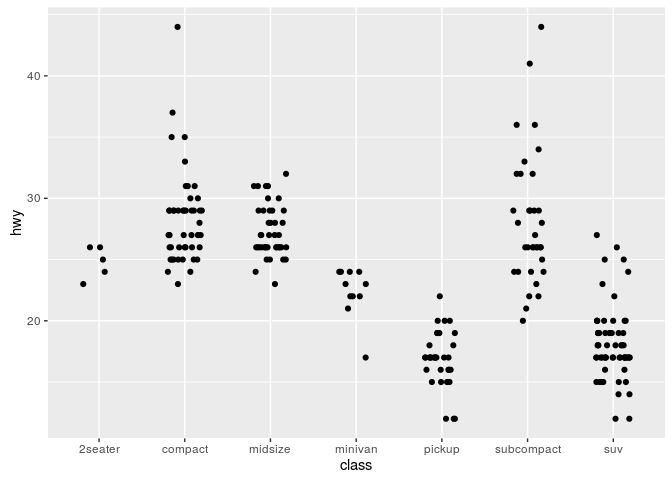 40
30
20
hwy
2seater compact midsize minivan pickup subcompact suv
class